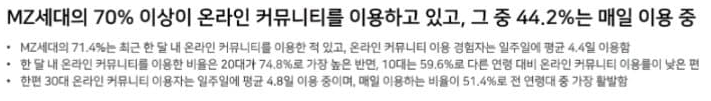 MZ세대의 70% 이상이 온라인 커뮤니티를 이용하고 있고, 그 중 44.2%는 매일 이용 중
• MZ세대의 71.4%는 최근 한 달 내 온라인 커뮤니티를 이용한 적 있고, 온라인 커뮤니티 이용 경험자는 일주일에 평균 4.4일 이용함
• 한 달 내 온라인 커뮤니티를 이용한 비율은 20대가 74.8%로 가장 높은 반면, 10대는 59.6%로 다른 연령 대비 온라인 커뮤니티 이용률이 낮은 편
• 한편 30대 온라인 커뮤니티 이용자는 일주일에 평균 4.8일 이용 중이며, 매일 이용하는 비율이 51.4%로 전 연령대 중 가장 활발함